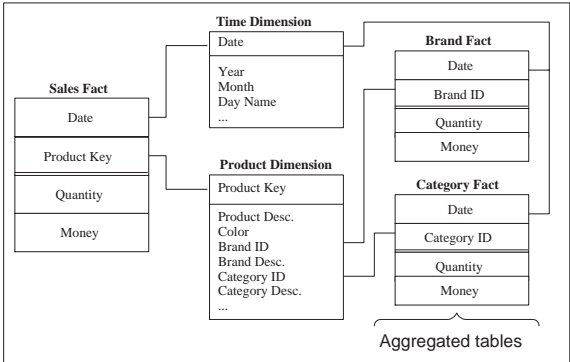 Sales Fact
Date
Product Key
Quantity
Money
Time Dimension
Date
Year
Month
Day Name
...
Product Dimension
Product Key
Product Desc.
Color
Brand ID
Brand Desc.
Category ID
Category Desc.
...
Brand Fact
Date
Brand ID
Quantity
Money
Category Fact
Date
Category ID
Quantity
Money
Aggregated tables